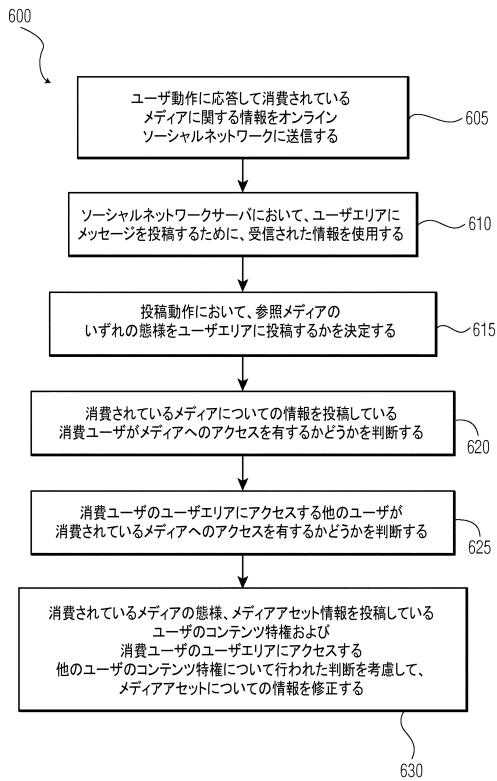 600
ユーザ動作に応答して消費されている
メディアに関する情報をオンライン
ソーシャルネットワークに送信する
605
ソーシャルネットワークサーバにおいて、ユーザエリアに
メッセージを投稿するために、受信された情報を使用する
610
投稿動作において、参照メディアの
いずれの態様をユーザエリアに投稿するかを決定する
615
消費されているメディアについての情報を投稿している
消費ユーザがメディアへのアクセスを有するかどうかを判断する
620
消費ユーザのユーザエリアにアクセスする他のユーザが
消費されているメディアへのアクセスを有するかどうかを判断する
625
消費されているメディアの態様、メディアアセット情報を投稿している
ユーザのコンテンツ特権および
消費ユーザのユーザエリアにアクセスする
他のユーザのコンテンツ特権について行われた判断を考慮して、
メディアアセットについての情報を修正する
630